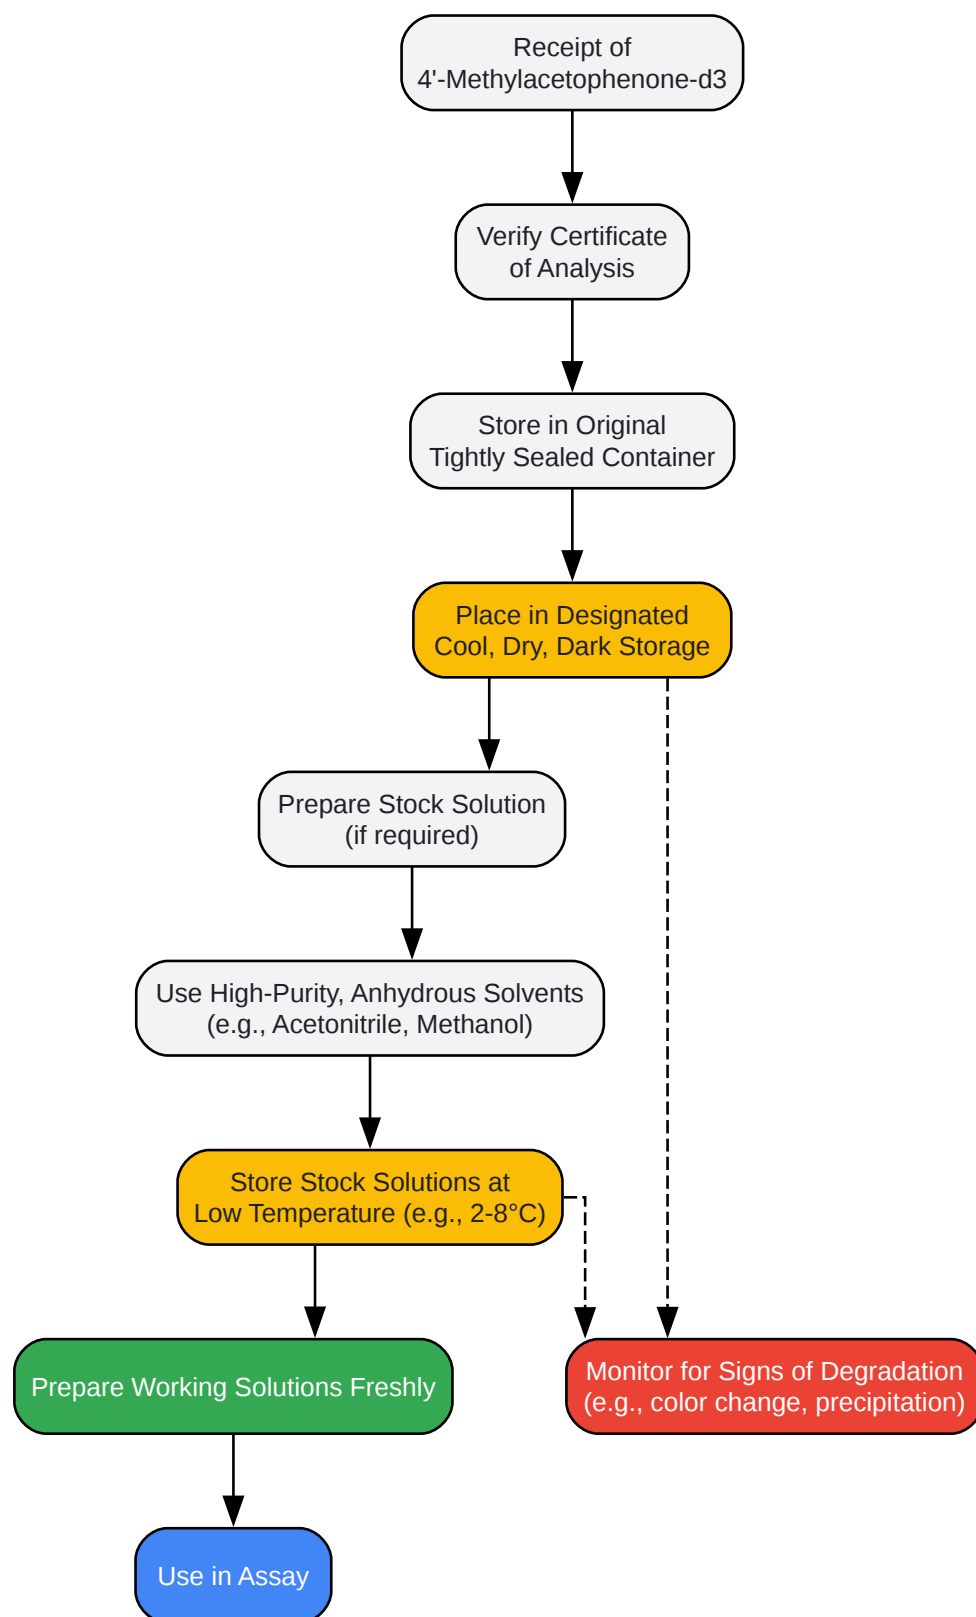 Receipt of
4'-Methylacetophenone-d3
Verify Certificate
of Analysis
Store in Original
Tightly Sealed Container
Place in Designated
Cool, Dry, Dark Storage
Prepare Stock Solution
(if required)
Use High-Purity, Anhydrous Solvents
(e.g., Acetonitrile, Methanol)
Store Stock Solutions at
Low Temperature (e.g., 2-8°C)
Prepare Working Solutions Freshly
Monitor for Signs of Degradation
(e.g., color change, precipitation)
Use in Assay